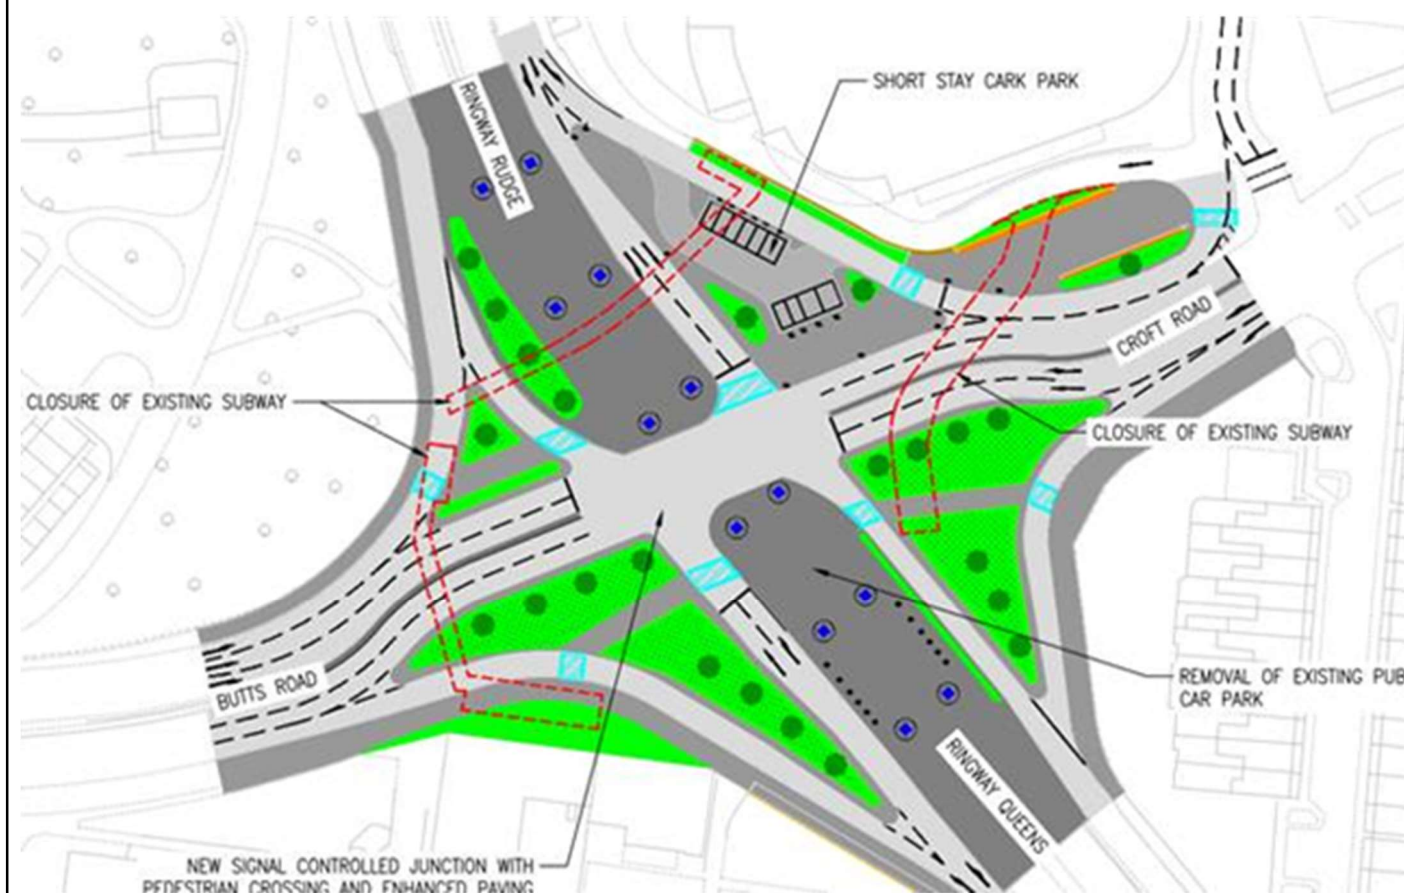 RINGWAY RUDGE
SHORT STAY CARK PARK
CROFT ROAD
CLOSURE OF EXISTING SUBWAY
CLOSURE OF EXISTING SUBWAY
BUTTS ROAD
REMOVAL OF EXISTING PUB
CAR PARK
RINGWAY QUEENS
NEW SIGNAL CONTROLLED JUNCTION WITH
PEDESTRIAN CROSSING AND ENHANCED PAVING